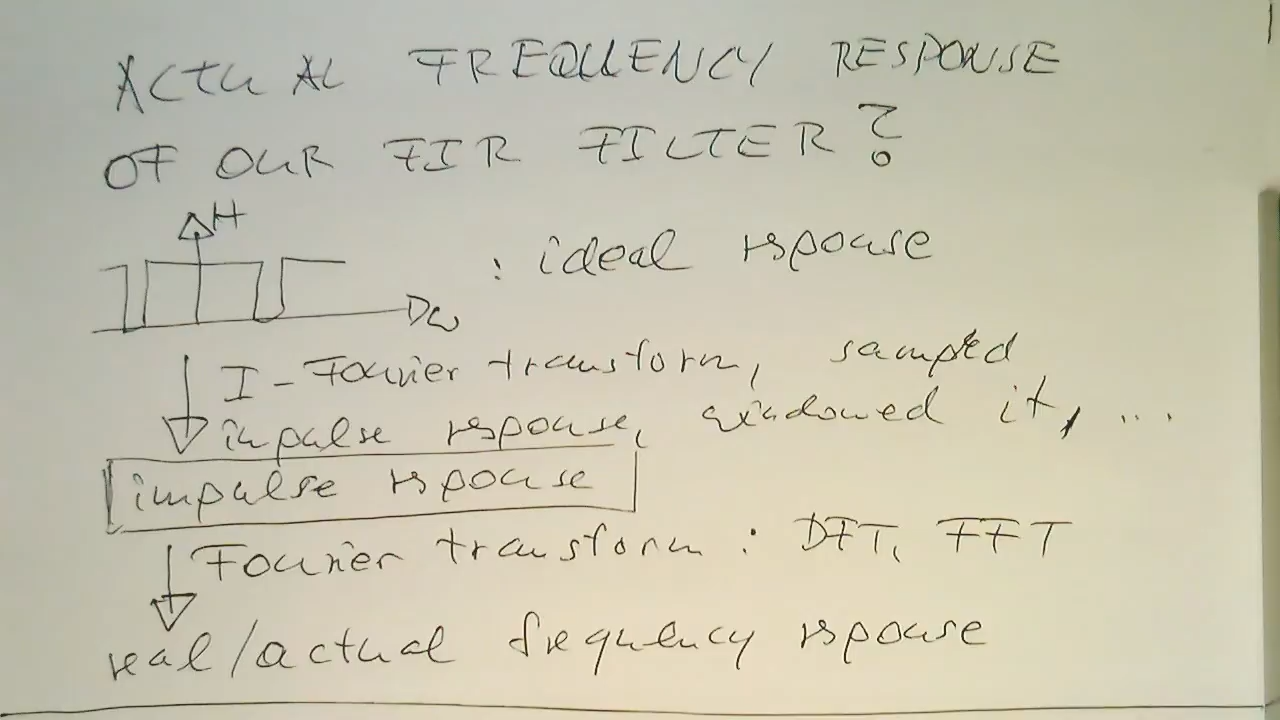 ACTUAL FREQUENCY RESPONSE
OF OUR FIR FILTER?
H
: ideal response
ω
I-Fourier transform, sampled
impulse response, windowed it, ...
impulse response
Fourier transform: DFT, FFT
real/actual frequency response